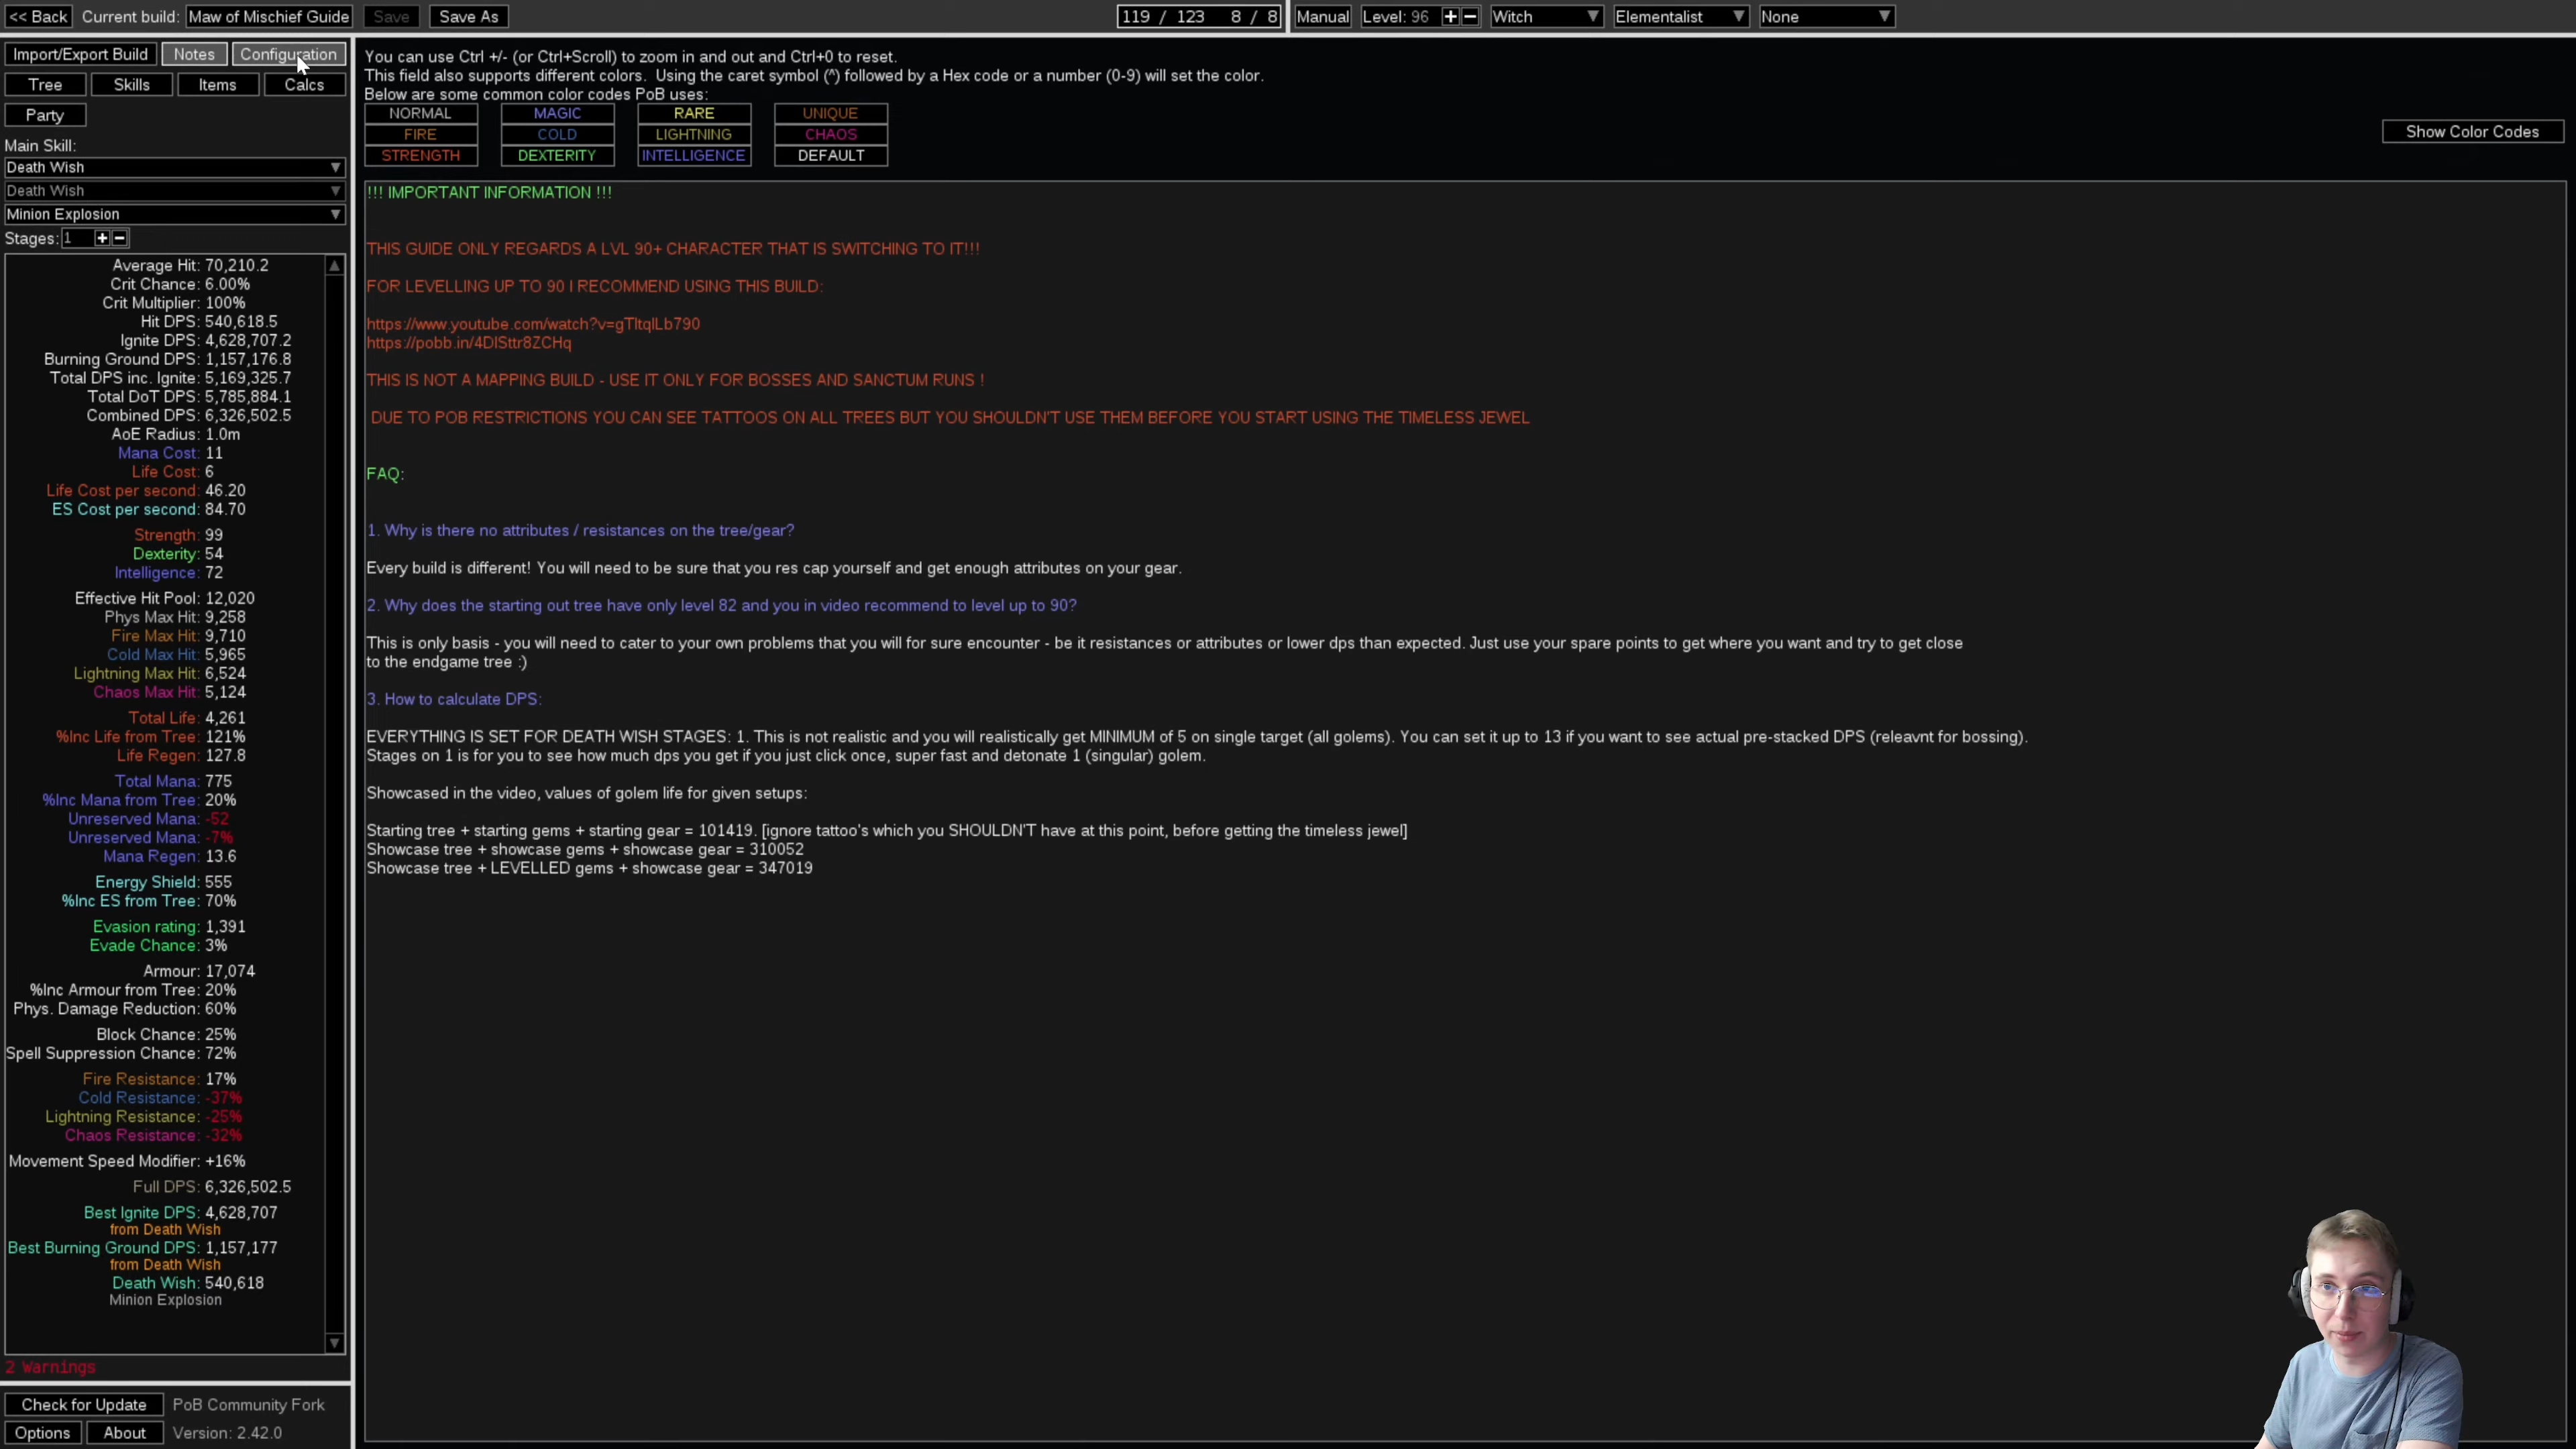 << Back
Current build: Maw of Mischief Guide
Save
Save As
119 / 123 8 / 8
Manual
Level: 96
Witch
Elementalist
None
Import/Export Build
Notes
Configuration
Tree
Skills
Items
Calcs
Party
Main Skill:
Death Wish
Death Wish
Minion Explosion
Stages: 1
Average Hit: 70,210.2
Crit Chance: 6.00%
Crit Multiplier: 100%
Hit DPS: 540,618.5
Ignite DPS: 4,628,707.2
Burning Ground DPS: 1,157,176.8
Total DPS inc. Ignite: 5,169,325.7
Total DoT DPS: 5,785,884.1
Combined DPS: 6,326,502.5
AoE Radius: 1.0m
Mana Cost: 11
Life Cost: 6
Life Cost per second: 46.20
ES Cost per second: 84.70
Strength: 99
Dexterity: 54
Intelligence: 72
Effective Hit Pool: 12,020
Phys Max Hit: 9,258
Fire Max Hit: 9,710
Cold Max Hit: 5,965
Lightning Max Hit: 6,524
Chaos Max Hit: 5,124
Total Life: 4,261
%Inc Life from Tree: 121%
Life Regen: 127.8
Total Mana: 775
%Inc Mana from Tree: 20%
Unreserved Mana: -52
Unreserved Mana: -7%
Mana Regen: 13.6
Energy Shield: 555
%Inc ES from Tree: 70%
Evasion rating: 1,391
Evade Chance: 3%
Armour: 17,074
%Inc Armour from Tree: 20%
Phys. Damage Reduction: 60%
Block Chance: 25%
Spell Suppression Chance: 72%
Fire Resistance: 17%
Cold Resistance: -37%
Lightning Resistance: -25%
Chaos Resistance: -32%
Movement Speed Modifier: +16%
Full DPS: 6,326,502.5
Best Ignite DPS: 4,628,707
from Death Wish
Best Burning Ground DPS: 1,157,177
from Death Wish
Death Wish: 540,618
Minion Explosion
2 Warnings
Check for Update
PoB Community Fork
Options
About
Version: 2.42.0
You can use Ctrl +/- (or Ctrl+Scroll) to zoom in and out and Ctrl+0 to reset.
This field also supports different colors. Using the caret symbol (^) followed by a Hex code or a number (0-9) will set the color.
Below are some common color codes PoB uses:
NORMAL MAGIC RARE UNIQUE
FIRE COLD LIGHTNING CHAOS
STRENGTH DEXTERITY INTELLIGENCE DEFAULT
Show Color Codes
!!! IMPORTANT INFORMATION !!!
THIS GUIDE ONLY REGARDS A LVL 90+ CHARACTER THAT IS SWITCHING TO IT!!!
FOR LEVELLING UP TO 90 I RECOMMEND USING THIS BUILD:
https://www.youtube.com/watch?v=gTltqlLb790
https://pobb.in/4DlSttr8ZCHq
THIS IS NOT A MAPPING BUILD - USE IT ONLY FOR BOSSES AND SANCTUM RUNS !
DUE TO POB RESTRICTIONS YOU CAN SEE TATTOOS ON ALL TREES BUT YOU SHOULDN'T USE THEM BEFORE YOU START USING THE TIMELESS JEWEL
FAQ:
1. Why is there no attributes / resistances on the tree/gear?
Every build is different! You will need to be sure that you res cap yourself and get enough attributes on your gear.
2. Why does the starting out tree have only level 82 and you in video recommend to level up to 90?
This is only basis - you will need to cater to your own problems that you will for sure encounter - be it resistances or attributes or lower dps than expected. Just use your spare points to get where you want and try to get close
to the endgame tree :)
3. How to calculate DPS:
EVERYTHING IS SET FOR DEATH WISH STAGES: 1. This is not realistic and you will realistically get MINIMUM of 5 on single target (all golems). You can set it up to 13 if you want to see actual pre-stacked DPS (releavnt for bossing).
Stages on 1 is for you to see how much dps you get if you just click once, super fast and detonate 1 (singular) golem.
Showcased in the video, values of golem life for given setups:
Starting tree + starting gems + starting gear = 101419. [ignore tattoo's which you SHOULDN'T have at this point, before getting the timeless jewel]
Showcase tree + showcase gems + showcase gear = 310052
Showcase tree + LEVELLED gems + showcase gear = 347019